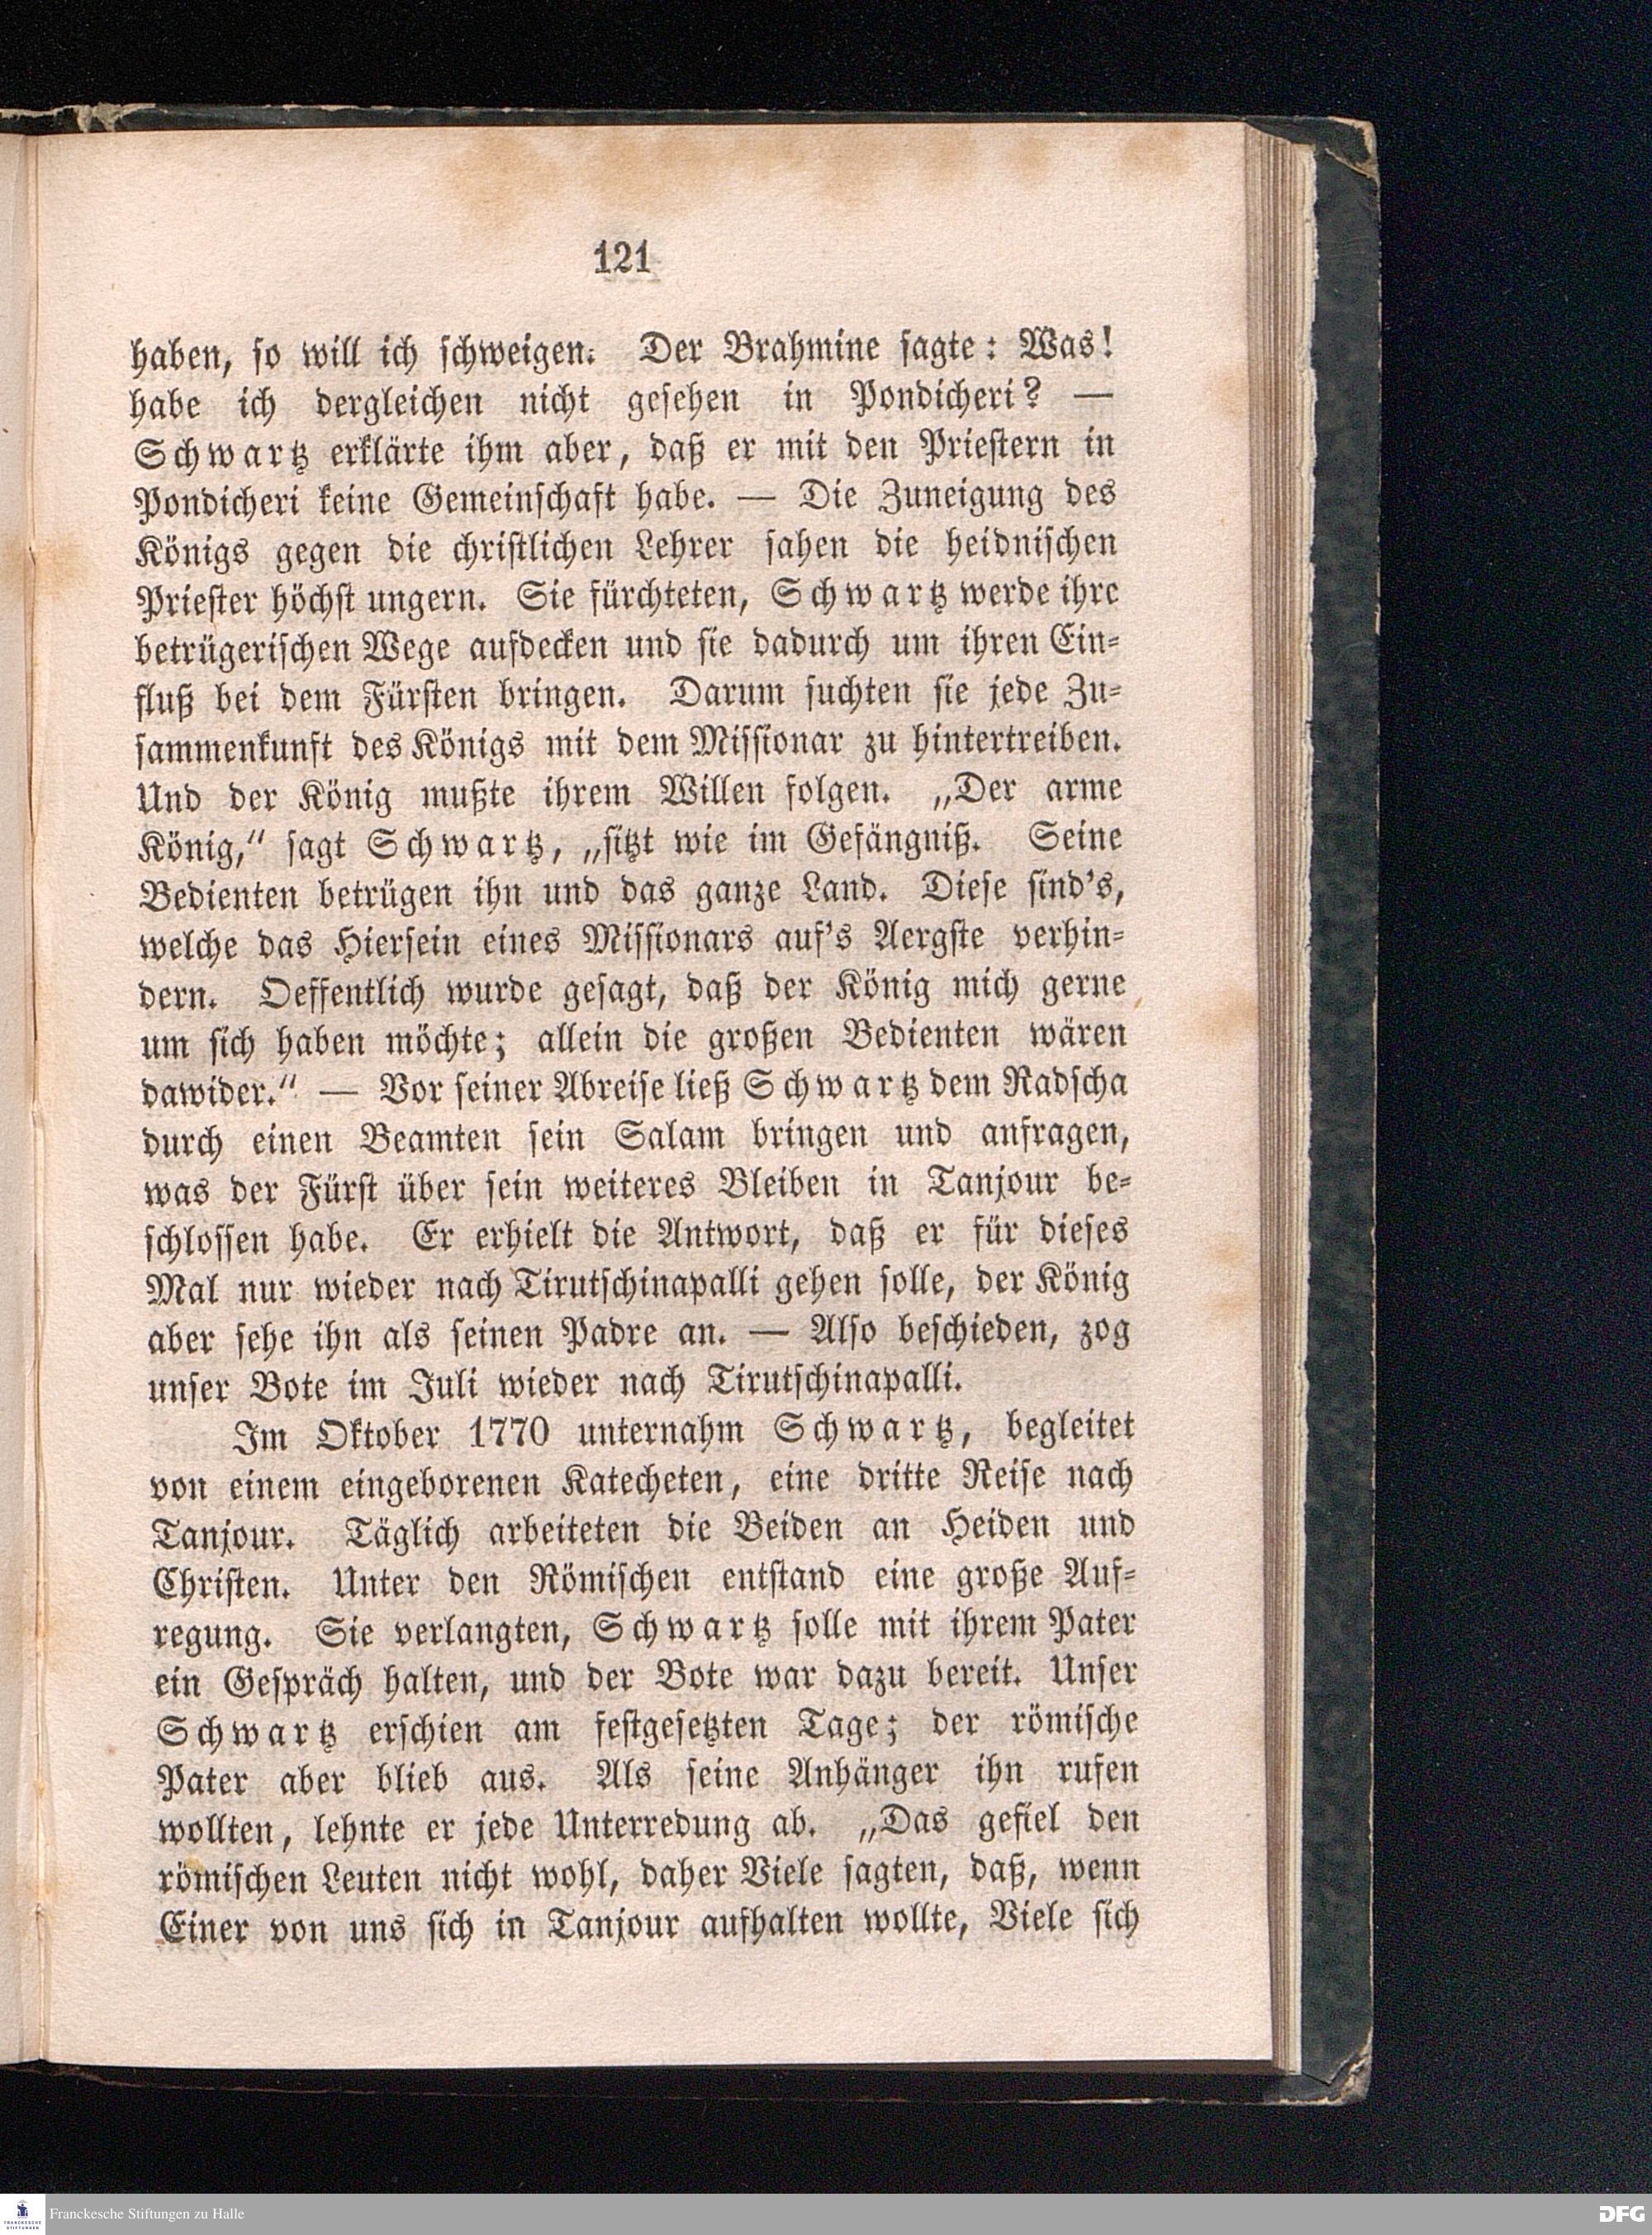 121
haben, so will ich schweigen. Der Brahmine sagte: Was!
habe ich dergleichen nicht gesehen in Pondicheri? —
Schwartz erklärte ihm aber, daß er mit den Priestern in
Pondicheri keine Gemeinschaft habe. — Die Zuneigung des
Königs gegen die christlichen Lehrer sahen die heidnischen
Priester höchst ungern. Sie fürchteten, Schwartz werde ihre
betrügerischen Wege aufdecken und sie dadurch um ihren Ein-
fluß bei dem Fürsten bringen. Darum suchten sie jede Zu-
sammenkunft des Königs mit dem Missionar zu hintertreiben.
Und der König mußte ihrem Willen folgen. „Der arme
König,“ sagt Schwartz, „sitzt wie im Gefängniß. Seine
Bedienten betrügen ihn und das ganze Land. Diese sind's,
welche das Hiersein eines Missionars auf's Aergste verhin-
dern. Oeffentlich wurde gesagt, daß der König mich gerne
um sich haben möchte; allein die großen Bedienten wären
dawider.“ — Vor seiner Abreise ließ Schwartz dem Radscha
durch einen Beamten sein Salam bringen und anfragen,
was der Fürst über sein weiteres Bleiben in Tanjour be-
schlossen habe. Er erhielt die Antwort, daß er für dieses
Mal nur wieder nach Tirutschinapalli gehen solle, der König
aber sehe ihn als seinen Padre an. — Also beschieden, zog
unser Bote im Juli wieder nach Tirutschinapalli.
Im Oktober 1770 unternahm Schwartz, begleitet
von einem eingeborenen Katecheten, eine dritte Reise nach
Tanjour. Täglich arbeiteten die Beiden an Heiden und
Christen. Unter den Römischen entstand eine große Auf-
regung. Sie verlangten, Schwartz solle mit ihrem Pater
ein Gespräch halten, und der Bote war dazu bereit. Unser
Schwartz erschien am festgesetzten Tage; der römische
Pater aber blieb aus. Als seine Anhänger ihn rufen
wollten, lehnte er jede Unterredung ab. „Das gefiel den
römischen Leuten nicht wohl, daher Viele sagten, daß, wenn
Einer von uns sich in Tanjour aufhalten wollte, Viele sich
FRANCKESCHE
STIFTUNGEN
Franckesche Stiftungen zu Halle
DFG